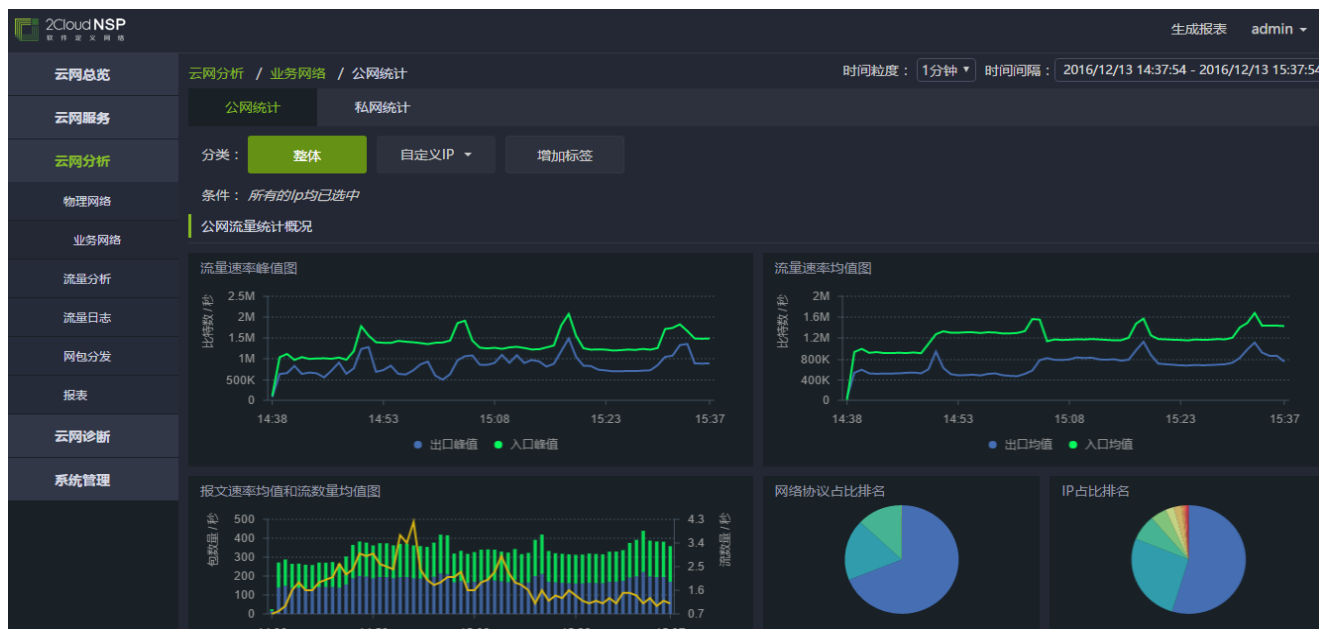 2Cloud NSP
软件定义网络
生成报表 admin
云网总览
云网服务
云网分析
物理网络
业务网络
流量分析
流量日志
网包分发
报表
云网诊断
系统管理
云网分析 / 业务网络 / 公网统计
时间粒度： 1分钟 时间间隔： 2016/12/13 14:37:54 - 2016/12/13 15:37:54
公网统计 私网统计
分类： 整体 自定义IP 增加标签
条件： 所有的Ip均已选中
公网流量统计概况
流量速率峰值图
比特数/秒
2.5M
2M
1.5M
1M
500K
0
14:38 14:53 15:08 15:23 15:37
出口峰值 入口峰值
流量速率均值图
比特数/秒
2M
1.6M
1.2M
800K
400K
0
14:38 14:53 15:08 15:23 15:37
出口均值 入口均值
报文速率均值和流数量均值图
包数量/秒
500
400
300
200
100
0
4.3
3.4
2.5
1.6
0.7
流数量/秒
网络协议占比排名
IP占比排名